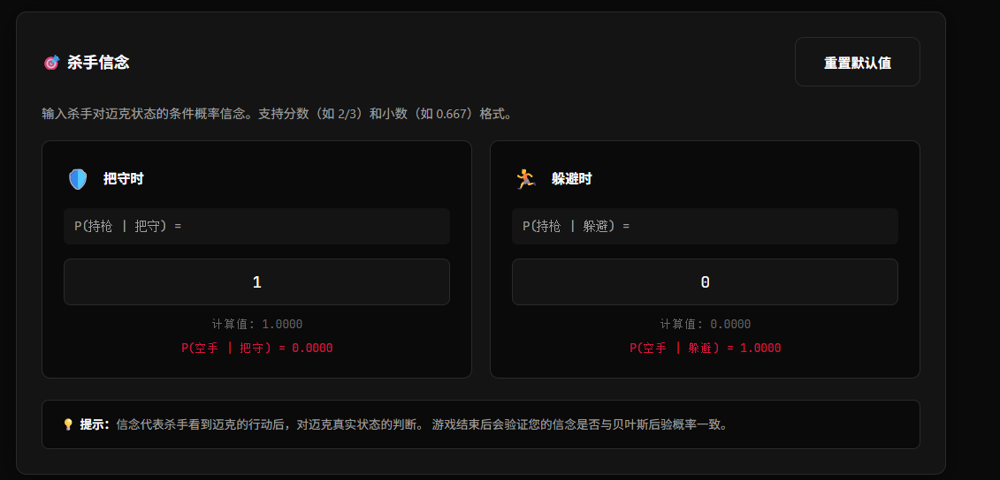 杀手信念
重置默认值
输入杀手对迈克状态的条件概率信念。支持分数（如 2/3）和小数（如 0.667）格式。
把守时
P(持枪 | 把守) =
1
计算值: 1.0000
P(空手 | 把守) = 0.0000
躲避时
P(持枪 | 躲避) =
0
计算值: 0.0000
P(空手 | 躲避) = 1.0000
提示：信念代表杀手看到迈克的行动后，对迈克真实状态的判断。 游戏结束后会验证您的信念是否与贝叶斯后验概率一致。